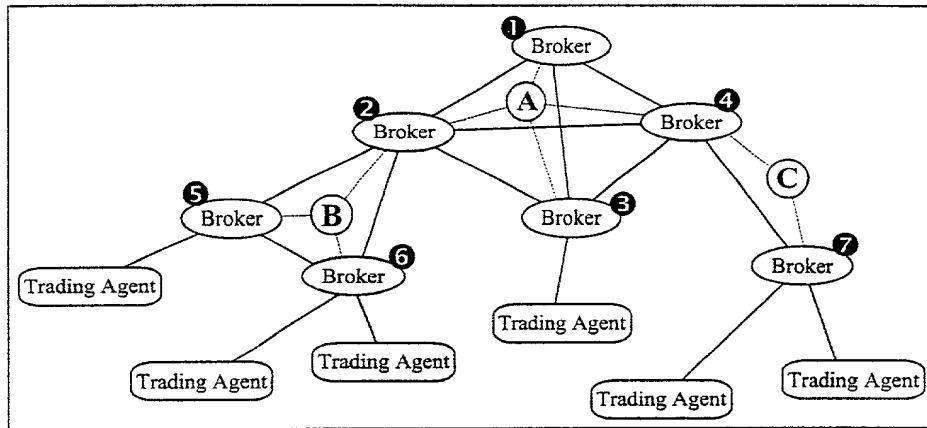 1
Broker
A
2
Broker
4
Broker
C
5
Broker
B
Broker
3
6
Broker
7
Broker
Trading Agent
Trading Agent
Trading Agent
Trading Agent
Trading Agent
Trading Agent